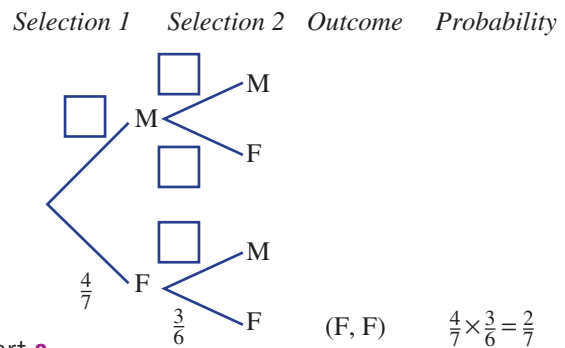 Selection 1 Selection 2 Outcome Probability
M
M
F
M
4/7 F
3/6 F (F, F) 4/7 × 3/6 = 2/7